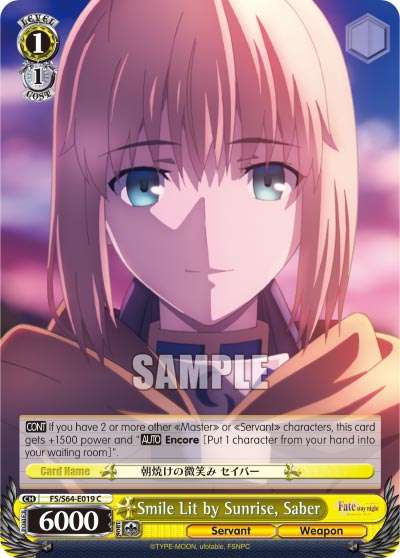 LEVEL
1
1
COST
SAMPLE
CONT If you have 2 or more other «Master» or «Servant» characters, this card
gets +1500 power and "AUTO Encore [Put 1 character from your hand into
your waiting room]".
Card Name 朝焼けの微笑み セイバー
CH FS/S64-E019 C
POWER 6000 SOUL
Smile Lit by Sunrise, Saber
Fate/stay night
Servant Weapon
©TYPE-MOON, ufotable, FSNPC